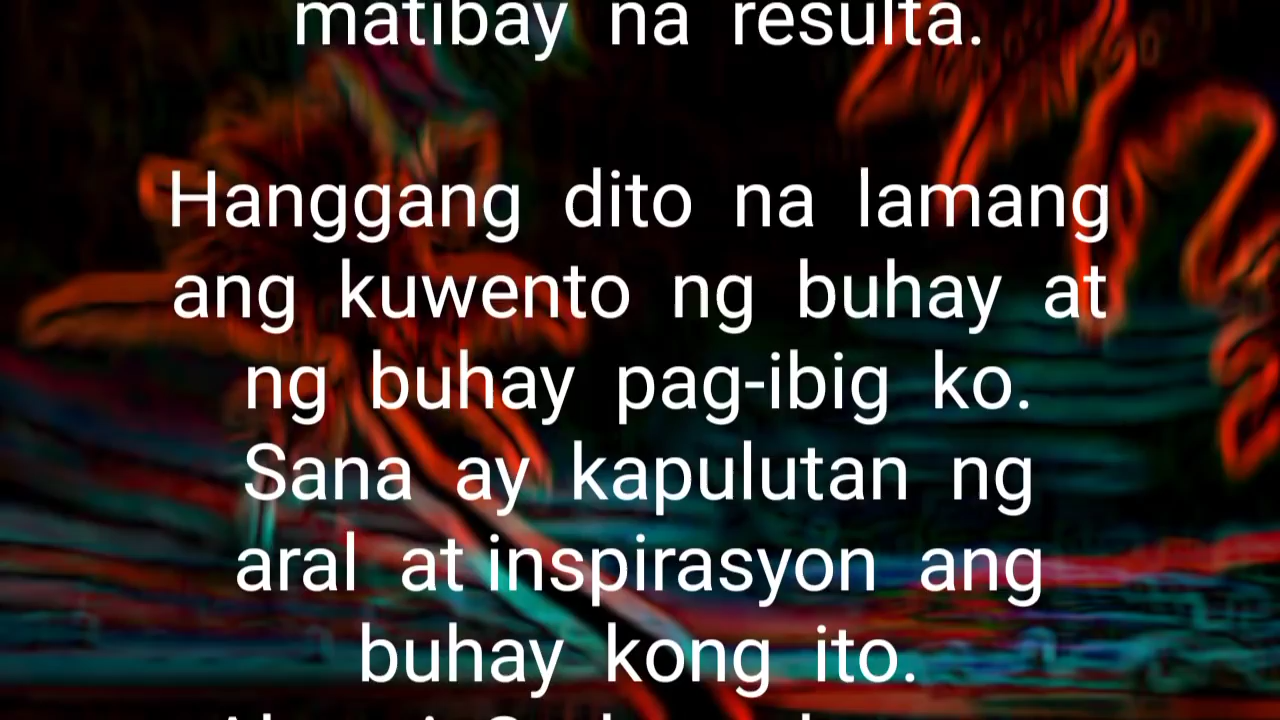 matibay na resulta.
Hanggang dito na lamang
ang kuwento ng buhay at
ng buhay pag-ibig ko.
Sana ay kapulutan ng
aral at inspirasyon ang
buhay kong ito.